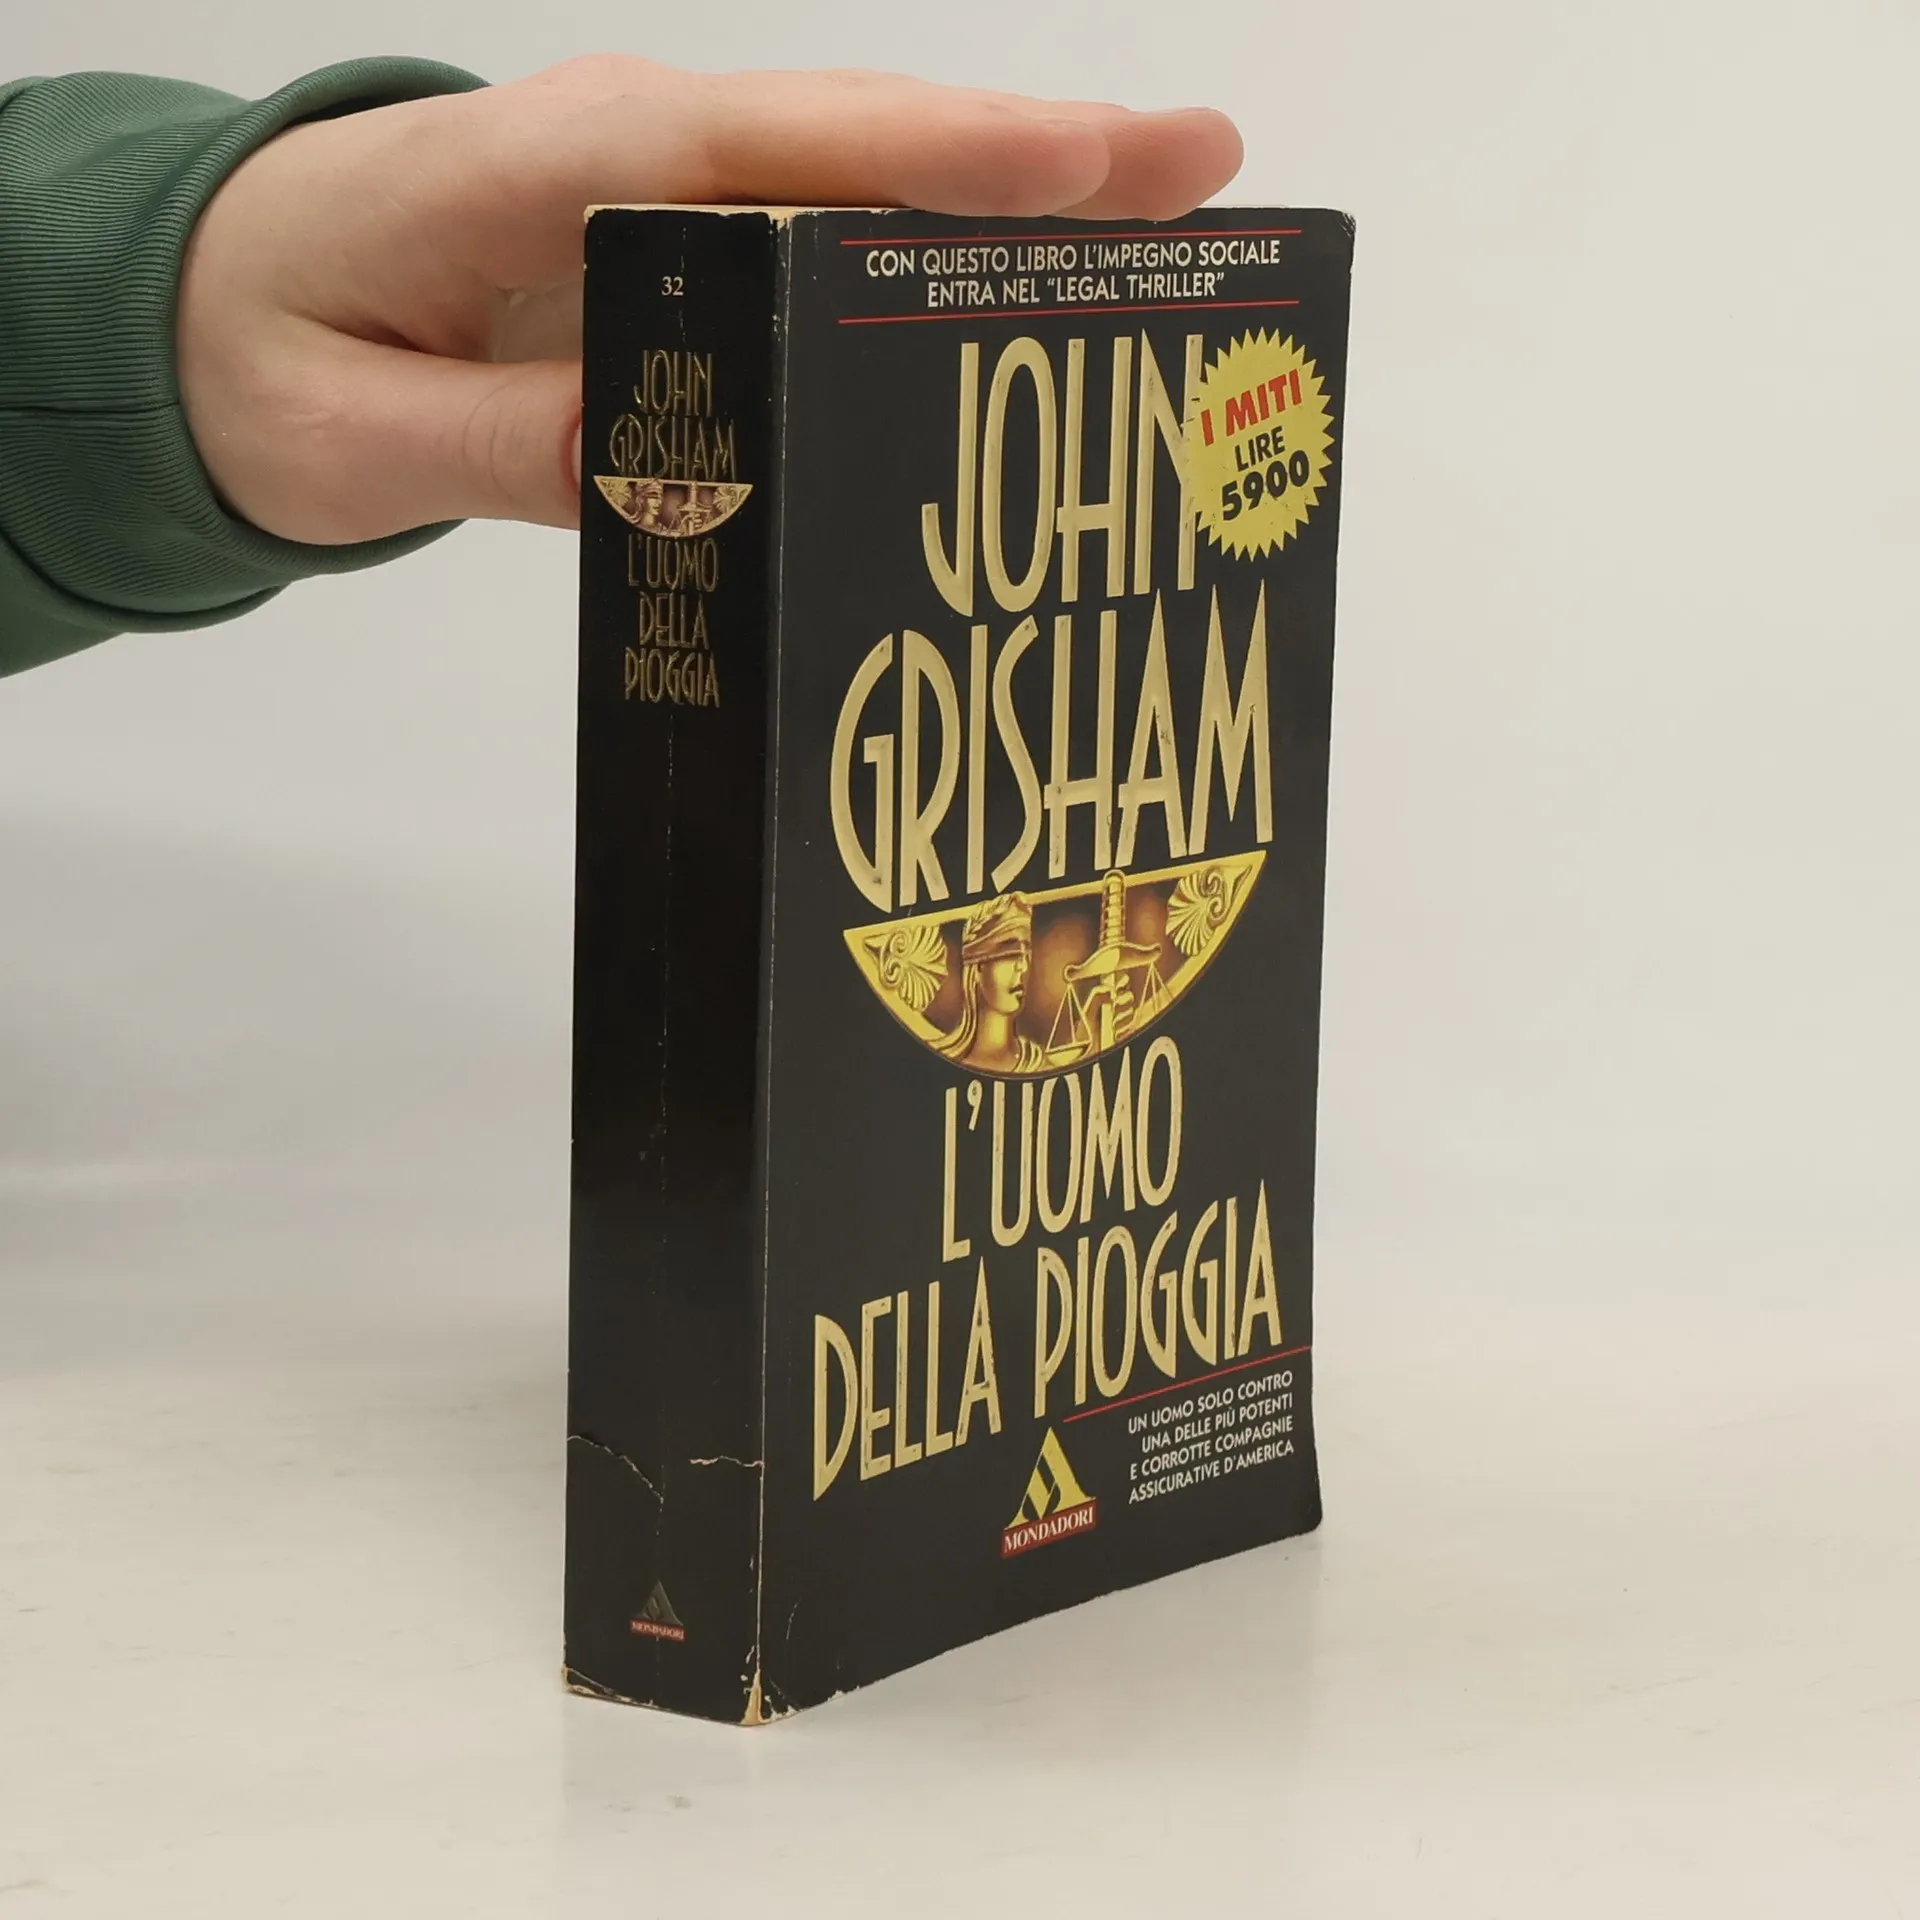 32
JOHN
GRISHAM
L'UOMO
DELLA
PIOGGIA
MONDADORI
CON QUESTO LIBRO L'IMPEGNO SOCIALE
ENTRA NEL "LEGAL THRILLER"
JOHN
GRISHAM
I MITI
LIRE
5900
L'UOMO
DELLA PIOGGIA
UN UOMO SOLO CONTRO
UNA DELLE PIÙ POTENTI
E CORROTTE COMPAGNIE
ASSICURATIVE D'AMERICA
MONDADORI